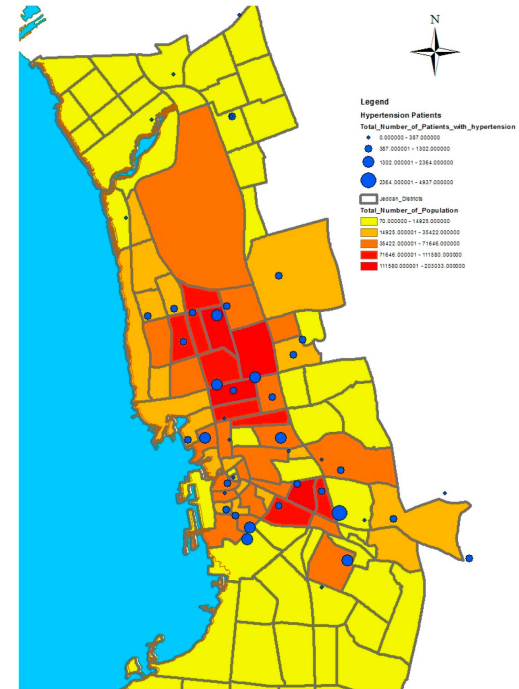 N
Legend
Hypertension Patients
Total_Number_of_Patients_with_hypertension
0.000000 - 387.000000
387.000001 - 1302.000000
1302.000001 - 2364.000000
2364.000001 - 4937.000000
Jeddah_Districts
Total_Number_of_Population
70.000000 - 14925.000000
14925.000001 - 35422.000000
35422.000001 - 71646.000000
71646.000001 - 111580.000000
111580.000001 - 203033.000000